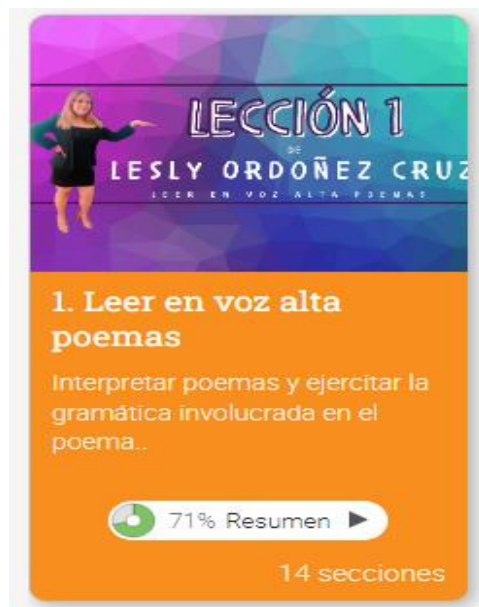 LECCIÓN 1
DE
LESLY ORDOÑEZ CRUZ
LEER EN VOZ ALTA POEMAS
1. Leer en voz alta
poemas
Interpretar poemas y ejercitar la
gramática involucrada en el
poema..
71% Resumen
14 secciones